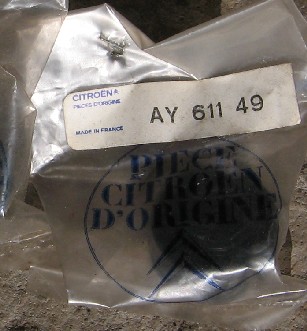 CITROËN
PIECES D'ORIGINE
AY 611 49
MADE IN FRANCE
PIECE
CITROËN
D'ORIGINE